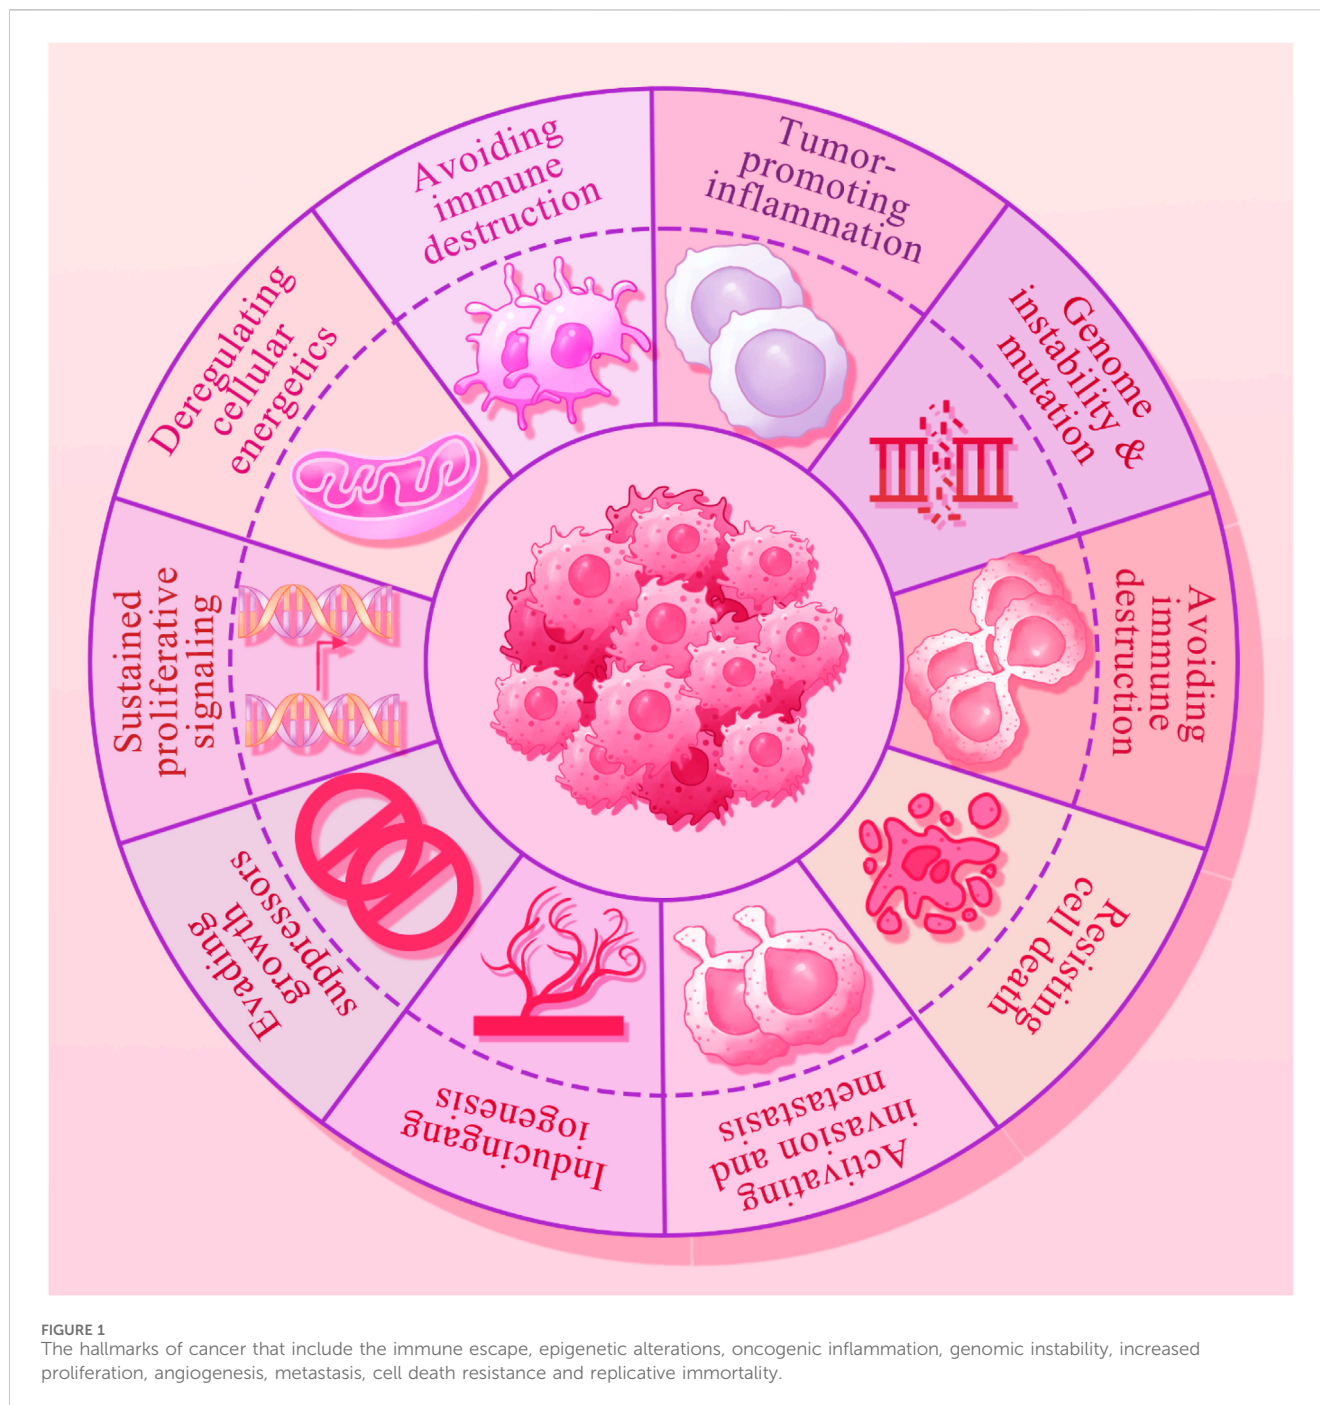 Avoiding
immune
destruction
Tumor-
promoting
inflammation
Genome
instability &
mutation
Avoiding
immune
destruction
Resisting
cell death
Activating
invasion and
metastasis
Inducingang
iogenesis
Evading
growth
suppressors
Sustained
proliferative
signaling
Deregulating
cellular
energetics
FIGURE 1
The hallmarks of cancer that include the immune escape, epigenetic alterations, oncogenic inflammation, genomic instability, increased
proliferation, angiogenesis, metastasis, cell death resistance and replicative immortality.